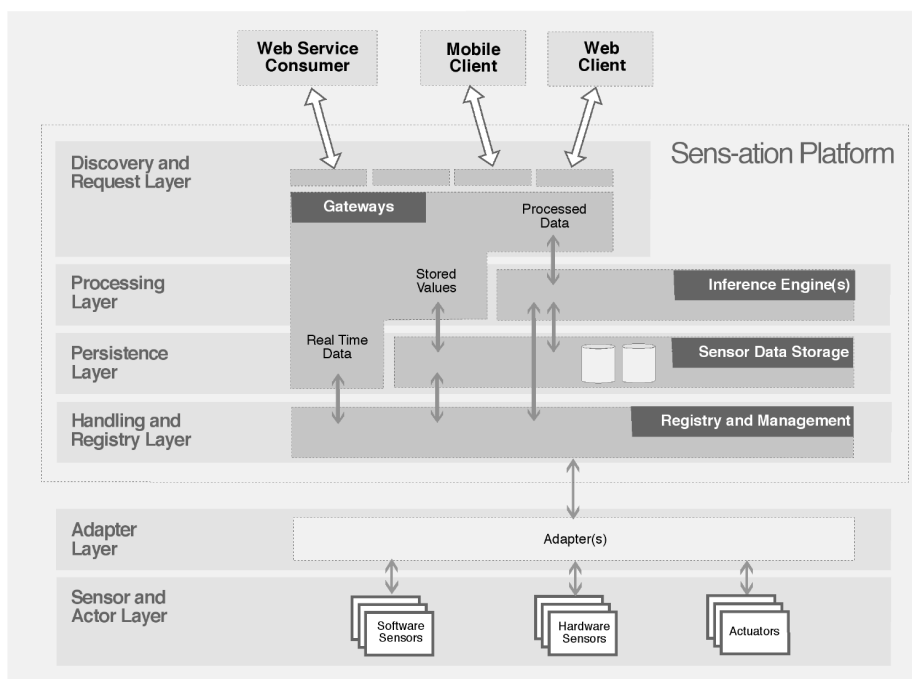 Web Service
Consumer
Mobile
Client
Web
Client
Sens-ation Platform
Discovery and
Request Layer
Gateways
Processed
Data
Processing
Layer
Stored
Values
Inference Engine(s)
Persistence
Layer
Real Time
Data
Sensor Data Storage
Handling and
Registry Layer
Registry and Management
Adapter
Layer
Adapter(s)
Sensor and
Actor Layer
Software
Sensors
Hardware
Sensors
Actuators